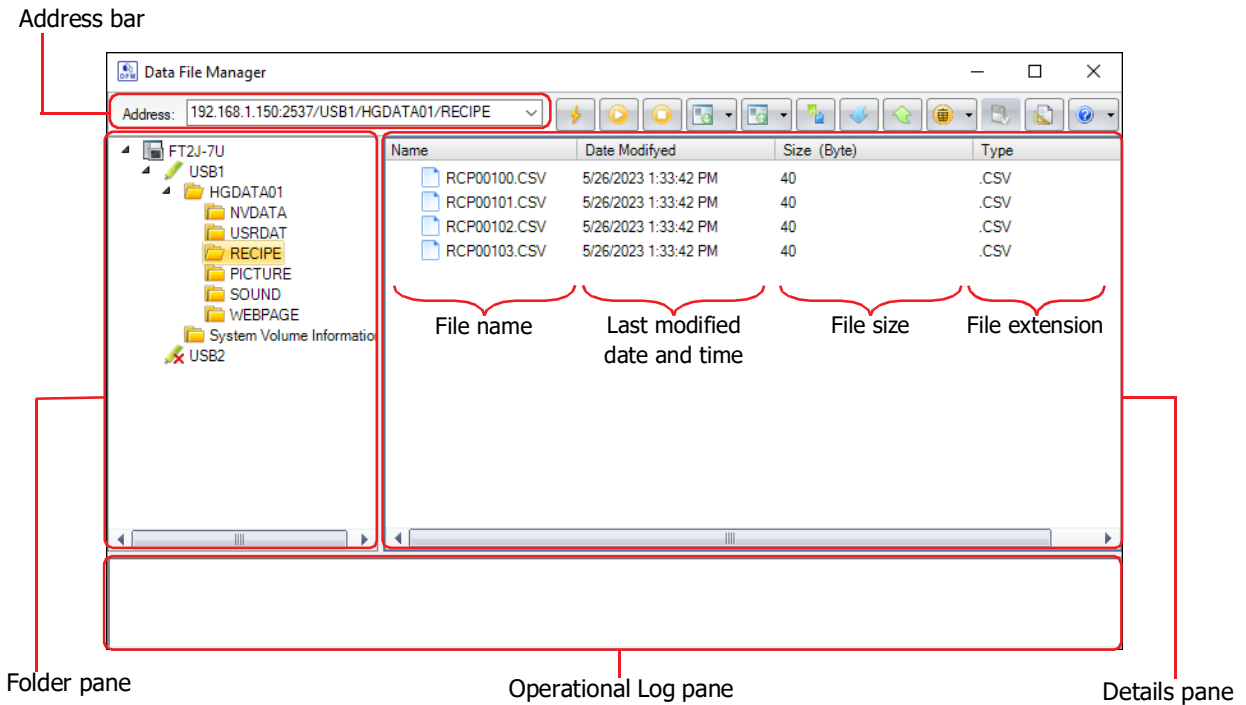 Address bar
Data File Manager
Address: 192.168.1.150:2537/USB1/HGDATA01/RECIPE
FT2J-7U
USB1
HGDATA01
NVDATA
USRDAT
RECIPE
PICTURE
SOUND
WEBPAGE
System Volume Informatio
USB2
Name Date Modifyed Size (Byte) Type
RCP00100.CSV 5/26/2023 1:33:42 PM 40 .CSV
RCP00101.CSV 5/26/2023 1:33:42 PM 40 .CSV
RCP00102.CSV 5/26/2023 1:33:42 PM 40 .CSV
RCP00103.CSV 5/26/2023 1:33:42 PM 40 .CSV
File name Last modified File size File extension
date and time
Folder pane
Operational Log pane
Details pane